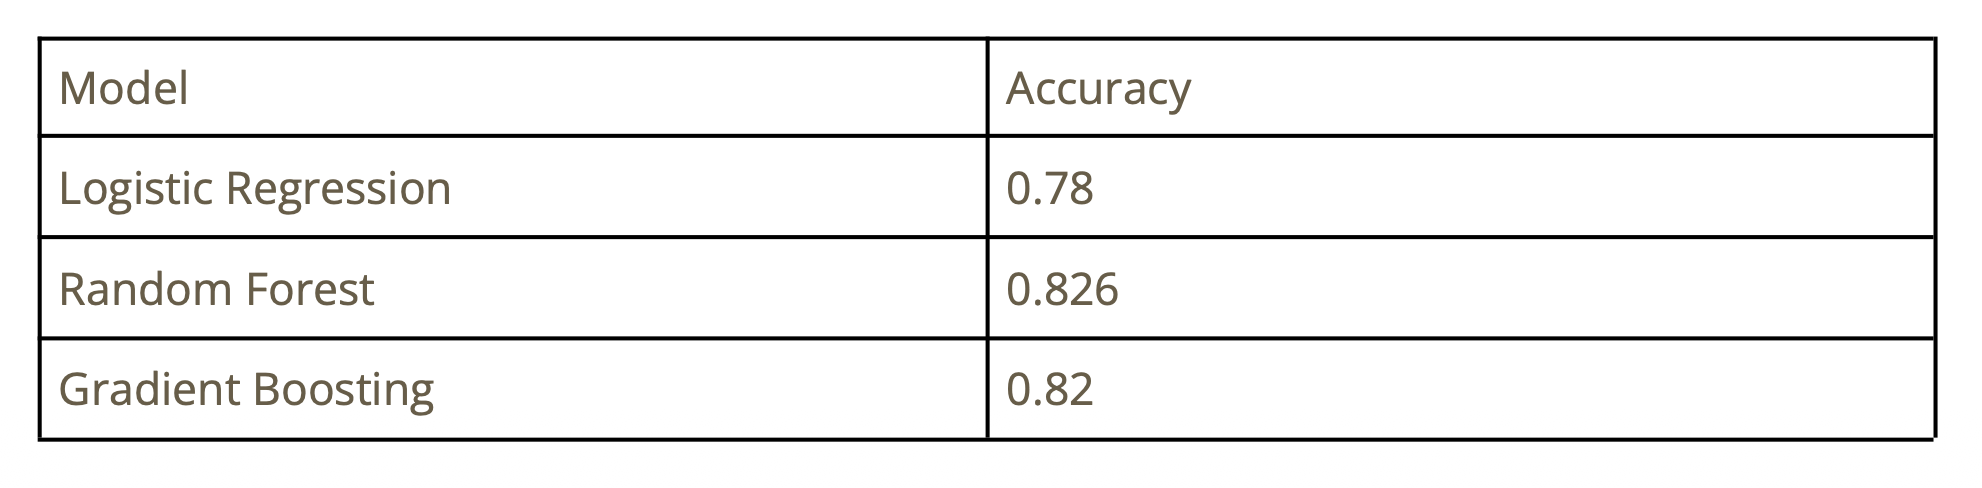 Model Accuracy
Logistic Regression 0.78
Random Forest 0.826
Gradient Boosting 0.82